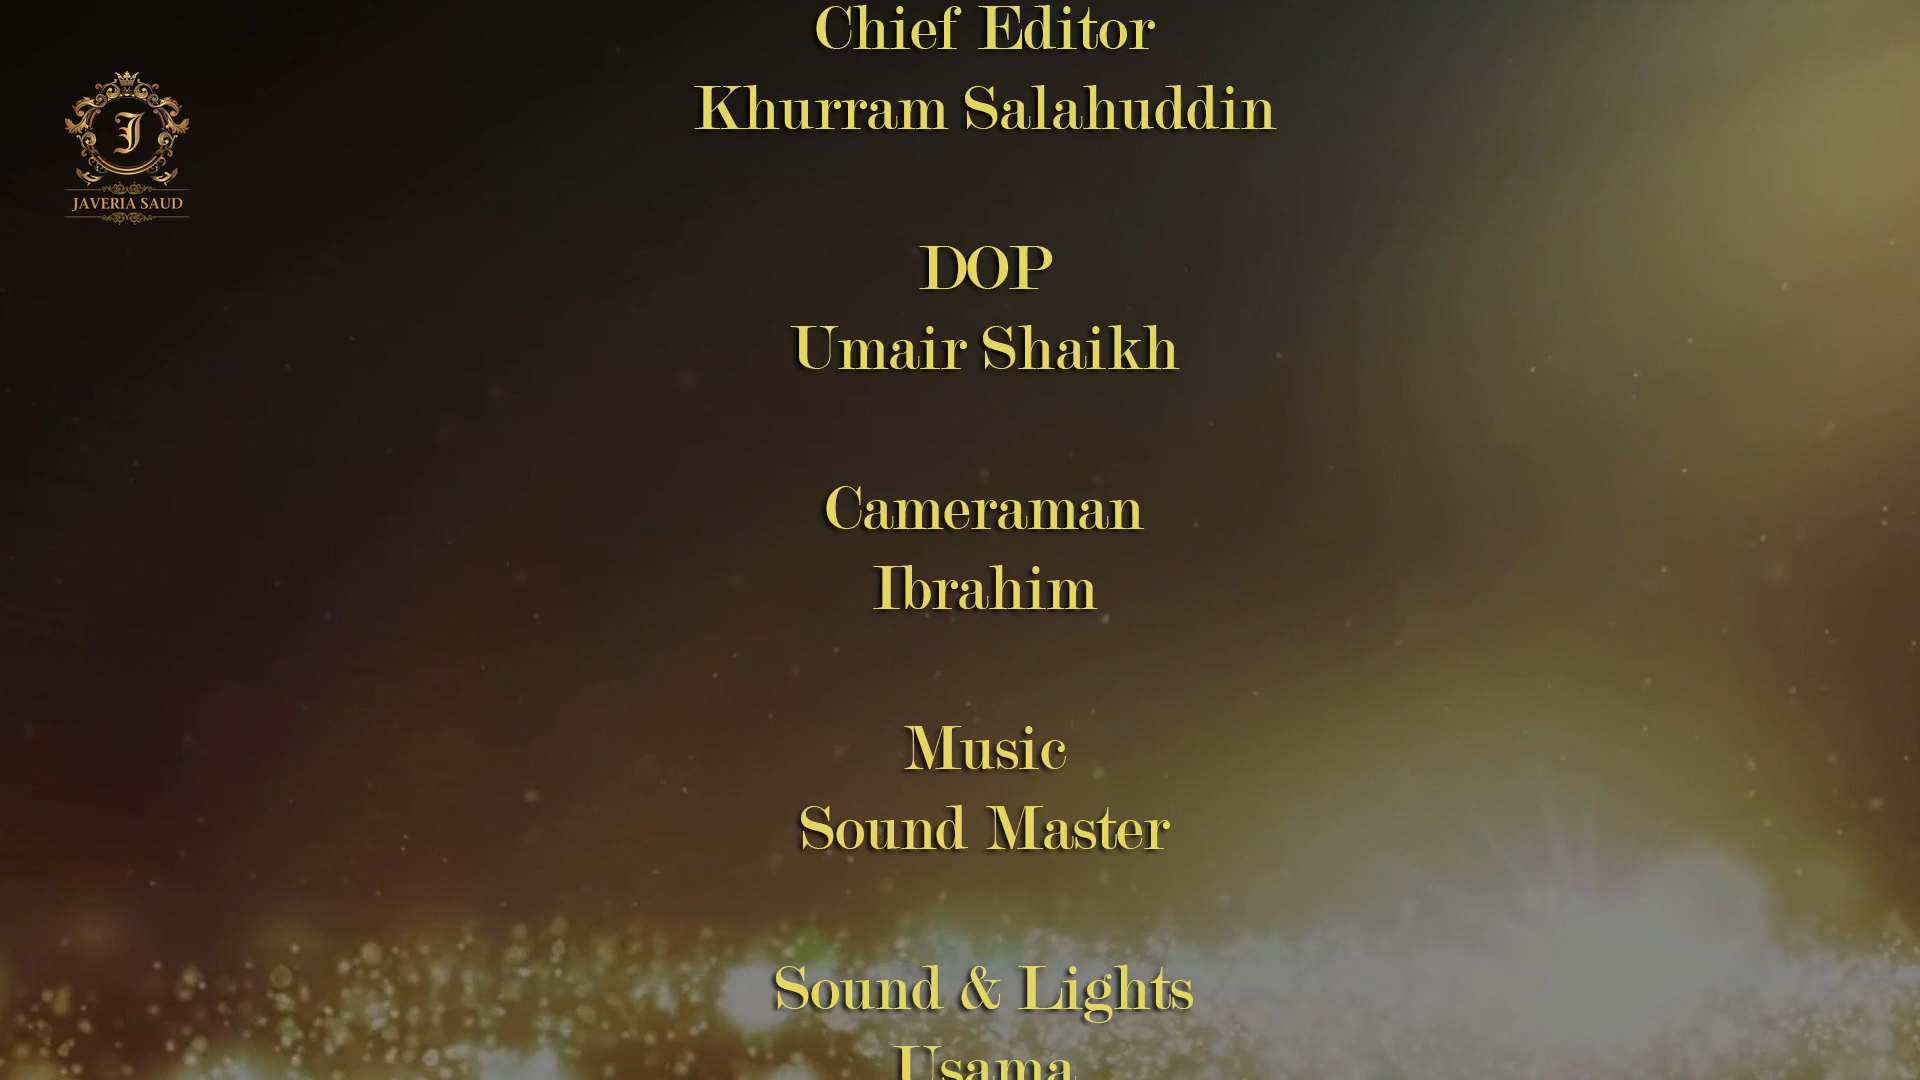 Chief Editor
Khurram Salahuddin
J
JAVERIA SAUD
DOP
Umair Shaikh
Cameraman
Ibrahim
Music
Sound Master
Sound & Lights
Usama